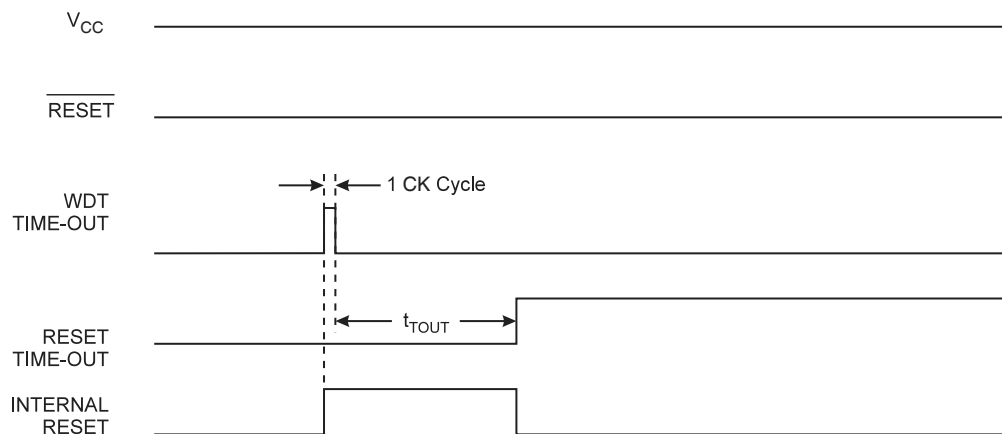 VCC
RESET
1 CK Cycle
WDT
TIME-OUT
tTOUT
RESET
TIME-OUT
INTERNAL
RESET